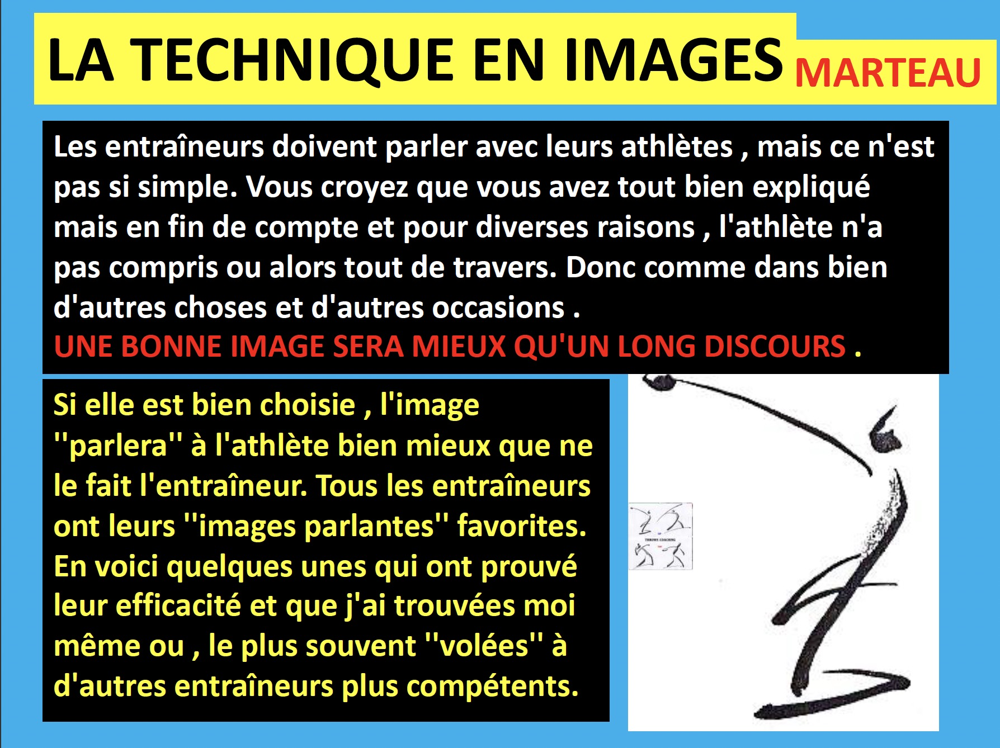 LA TECHNIQUE EN IMAGES MARTEAU
Les entraîneurs doivent parler avec leurs athlètes , mais ce n'est
pas si simple. Vous croyez que vous avez tout bien expliqué
mais en fin de compte et pour diverses raisons , l'athlète n'a
pas compris ou alors tout de travers. Donc comme dans bien
d'autres choses et d'autres occasions .
UNE BONNE IMAGE SERA MIEUX QU'UN LONG DISCOURS .
Si elle est bien choisie , l'image
''parlera'' à l'athlète bien mieux que ne
le fait l'entraîneur. Tous les entraîneurs
ont leurs ''images parlantes'' favorites.
En voici quelques unes qui ont prouvé
leur efficacité et que j'ai trouvées moi
même ou , le plus souvent ''volées'' à
d'autres entraîneurs plus compétents.
THROWS COACHING